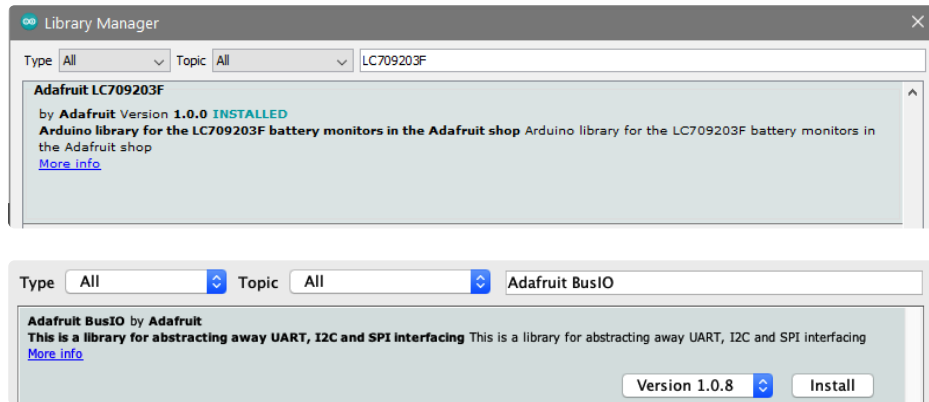 Library Manager
Type All Topic All LC709203F
Adafruit LC709203F
by Adafruit Version 1.0.0 INSTALLED
Arduino library for the LC709203F battery monitors in the Adafruit shop Arduino library for the LC709203F battery monitors in
the Adafruit shop
More info
Type All Topic All Adafruit BusIO
Adafruit BusIO by Adafruit
This is a library for abstracting away UART, I2C and SPI interfacing This is a library for abstracting away UART, I2C and SPI interfacing
More info
Version 1.0.8 Install